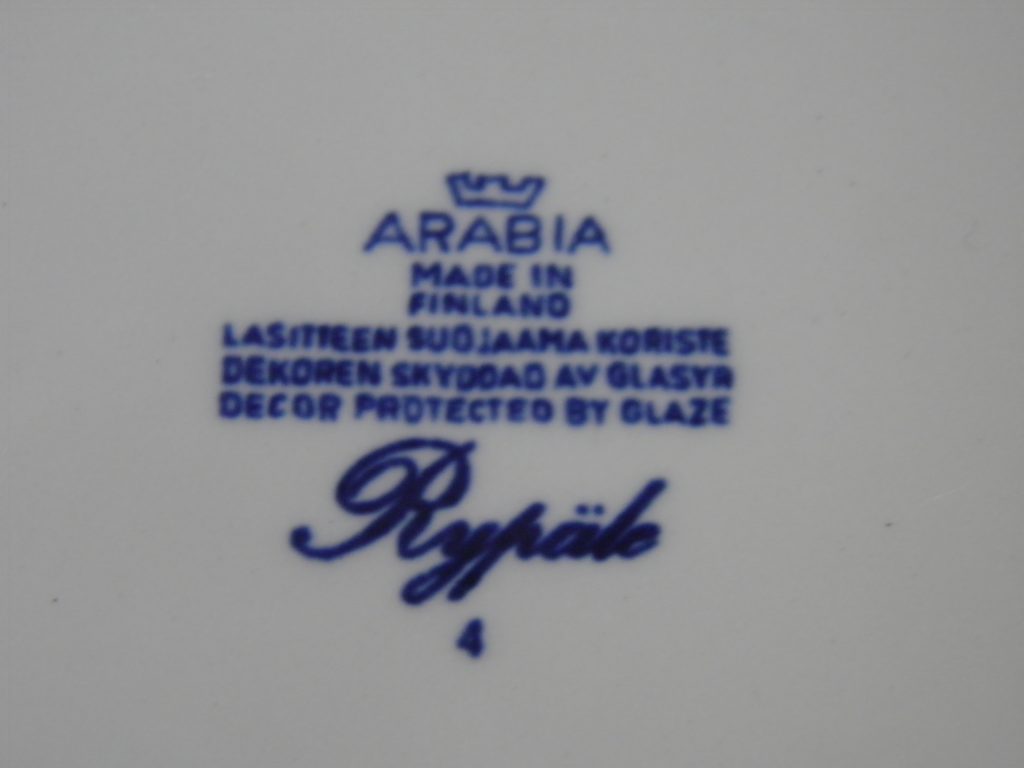 ARABIA
MADE IN
FINLAND
LASITTEEN SUOJAAMA KORISTE
DEKOREN SKYDDAD AV GLASYR
DECOR PROTECTED BY GLAZE
Rypäle
4